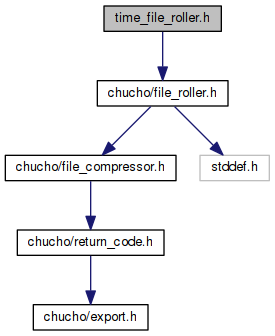 time_file_roller.h
chucho/file_roller.h
chucho/file_compressor.h
stddef.h
chucho/return_code.h
chucho/export.h